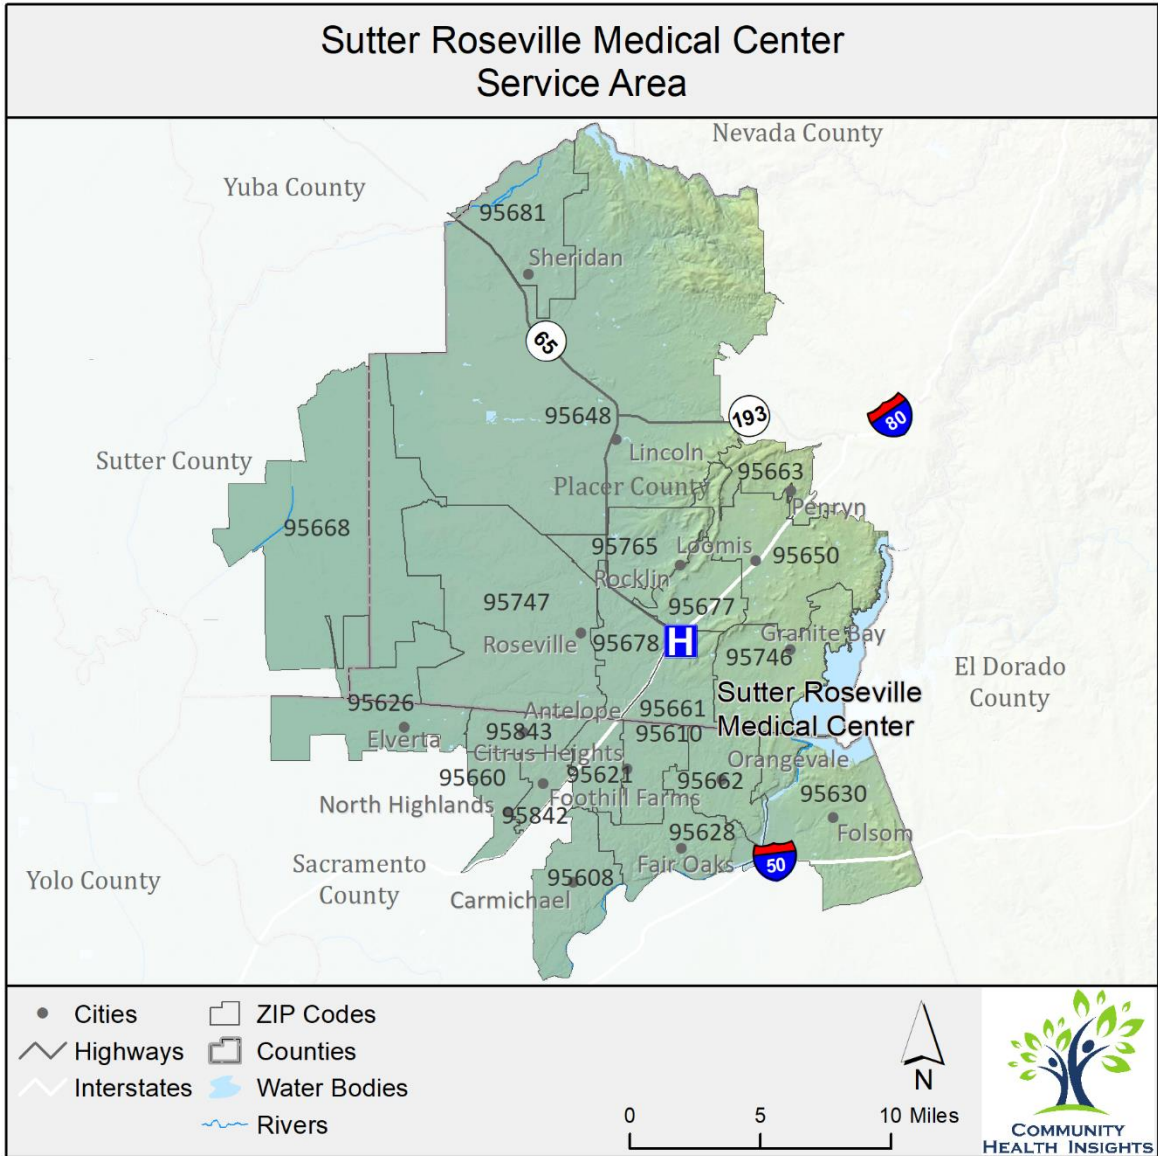 Sutter Roseville Medical Center
Service Area
Nevada County
Yuba County
95681
Sheridan
65
95648
193
80
Lincoln
Sutter County
95663
Placer County
Penryn
95668
95765
Loomis
95650
Rocklin
95747
95677
Roseville
95678
H
Granite Bay
95746
El Dorado
County
Sutter Roseville
Medical Center
95626
Antelope
95661
Elverta
95843
95610
Citrus Heights
Orangevale
95660
95621
95662
North Highlands
Foothill Farms
95630
95842
95628
Folsom
Sacramento
County
Fair Oaks
50
Yolo County
95608
Carmichael
Cities
ZIP Codes
Highways
Counties
Interstates
Water Bodies
Rivers
N
0 5 10 Miles
COMMUNITY
HEALTH INSIGHTS